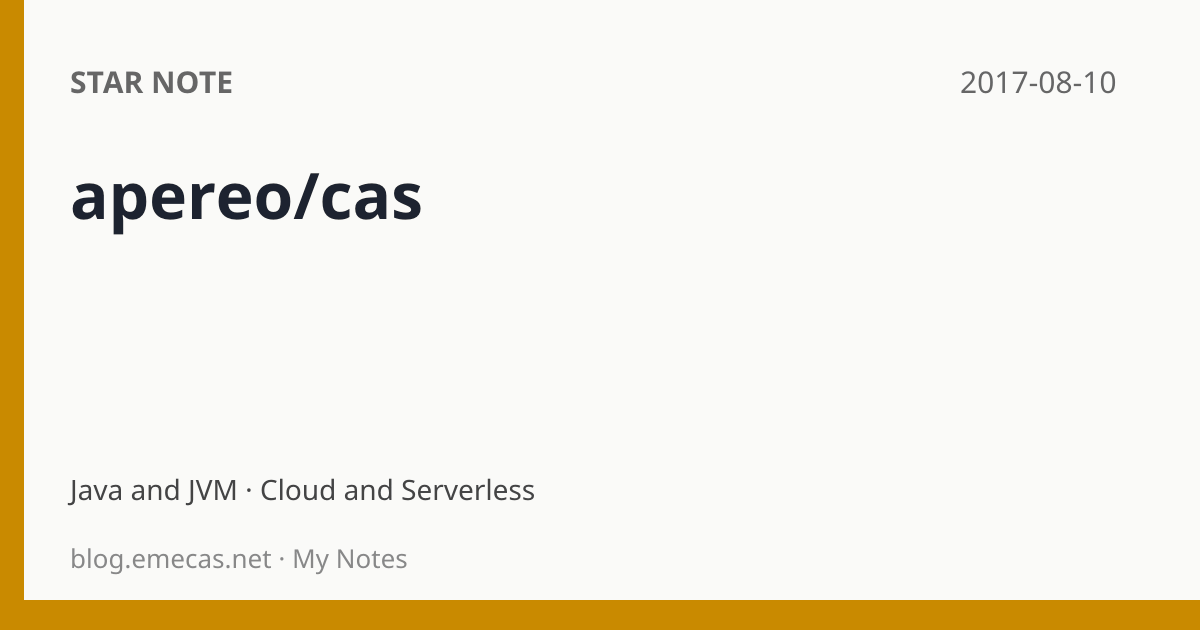 STAR NOTE
2017-08-10
apereo/cas
Java and JVM · Cloud and Serverless
blog.emecas.net · My Notes